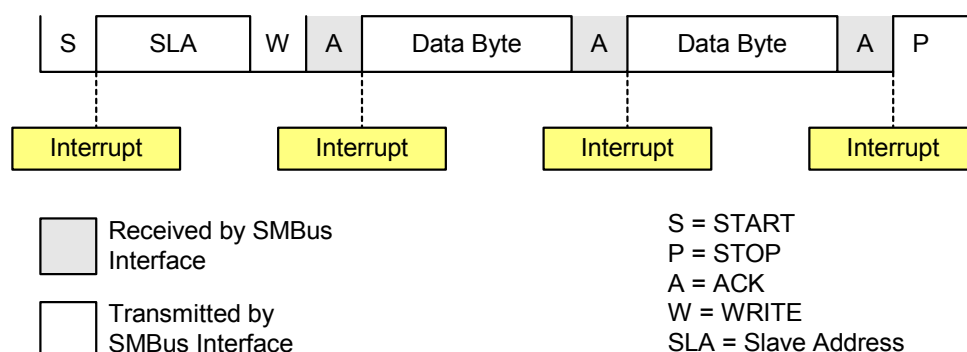 S SLA W A Data Byte A Data Byte A P
Interrupt Interrupt Interrupt Interrupt
Received by SMBus
Interface
Transmitted by
SMBus Interface
S = START
P = STOP
A = ACK
W = WRITE
SLA = Slave Address